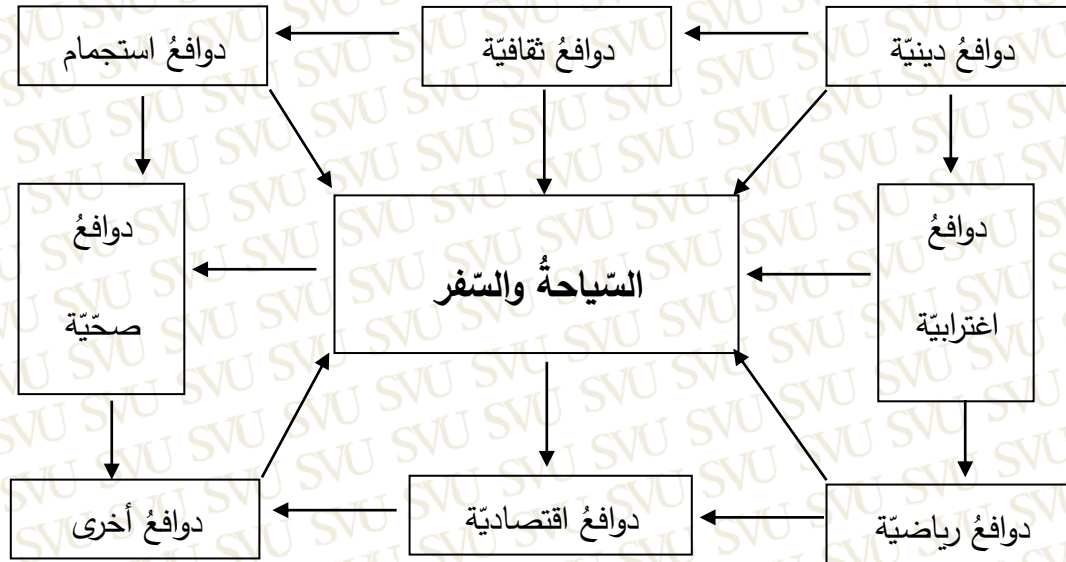 دوافعُ دينيّة
دوافعُ ثقافيّة
دوافعُ استجمام
دوافعُ
اغترابيّة
السّياحةُ والسّفر
دوافعُ
صحّيّة
دوافعُ رياضيّة
دوافعُ اقتصاديّة
دوافعُ أخرى